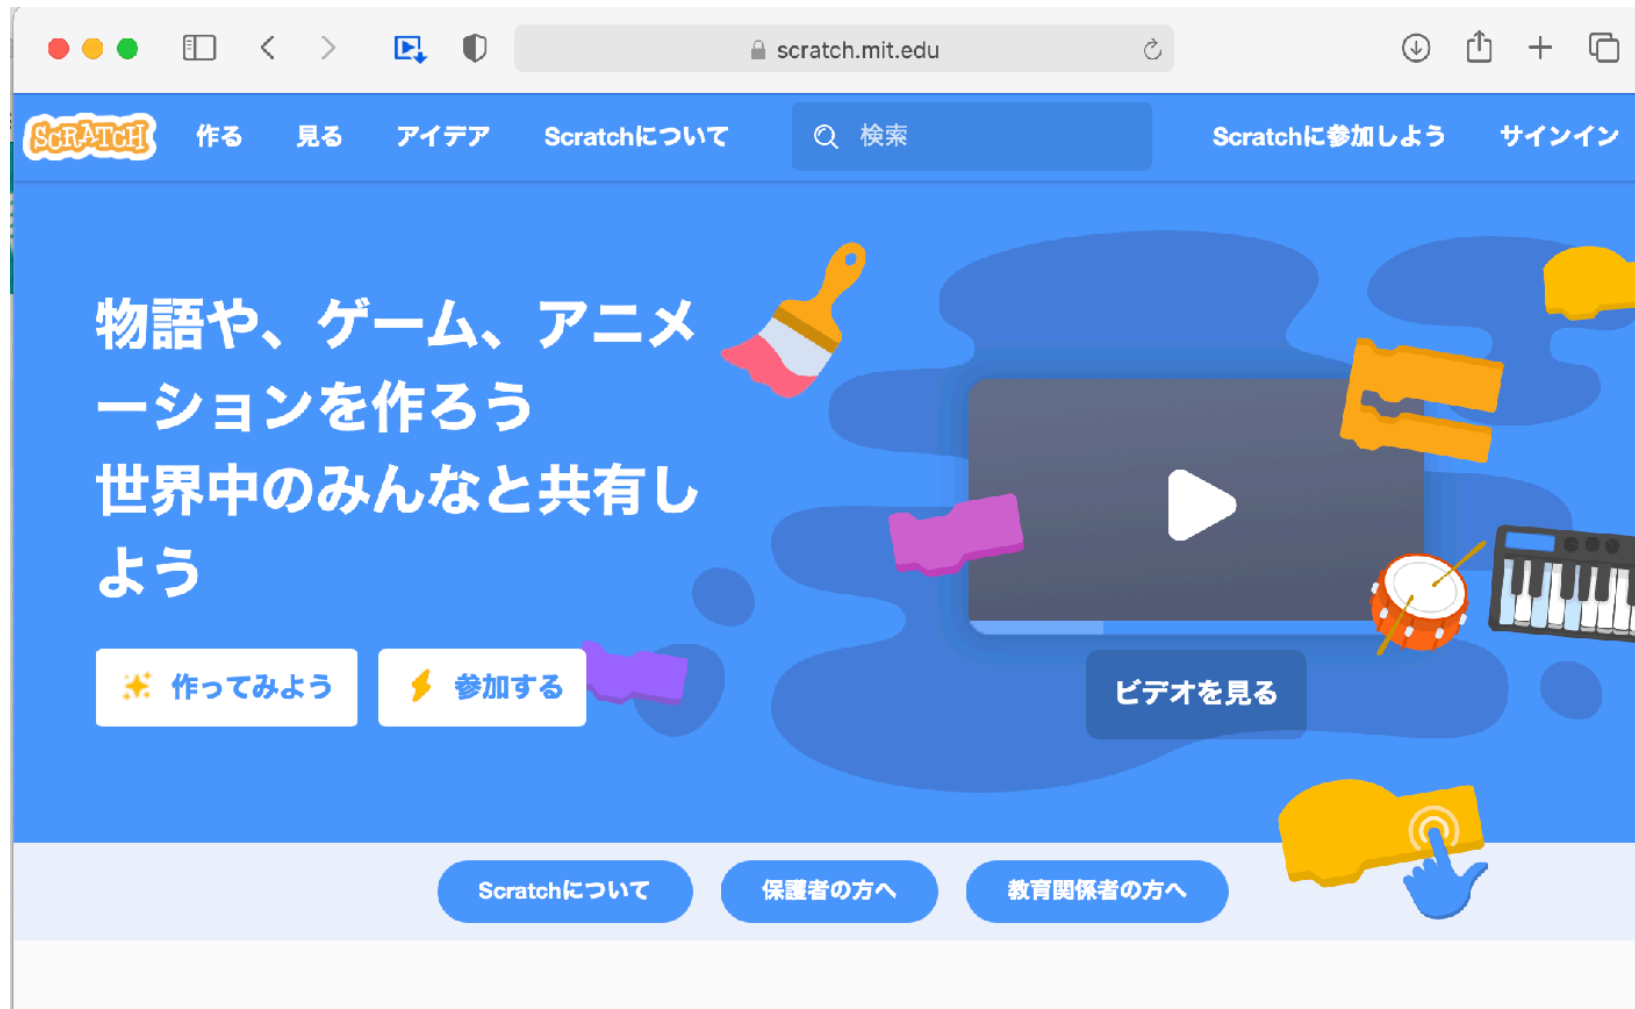 scratch.mit.edu
SCRATCH 作る 見る アイデア Scratchについて 検索 Scratchに参加しよう サインイン
物語や、ゲーム、アニメ
ーションを作ろう
世界中のみんなと共有し
よう
作ってみよう 参加する
ビデオを見る
Scratchについて 保護者の方へ 教育関係者の方へ